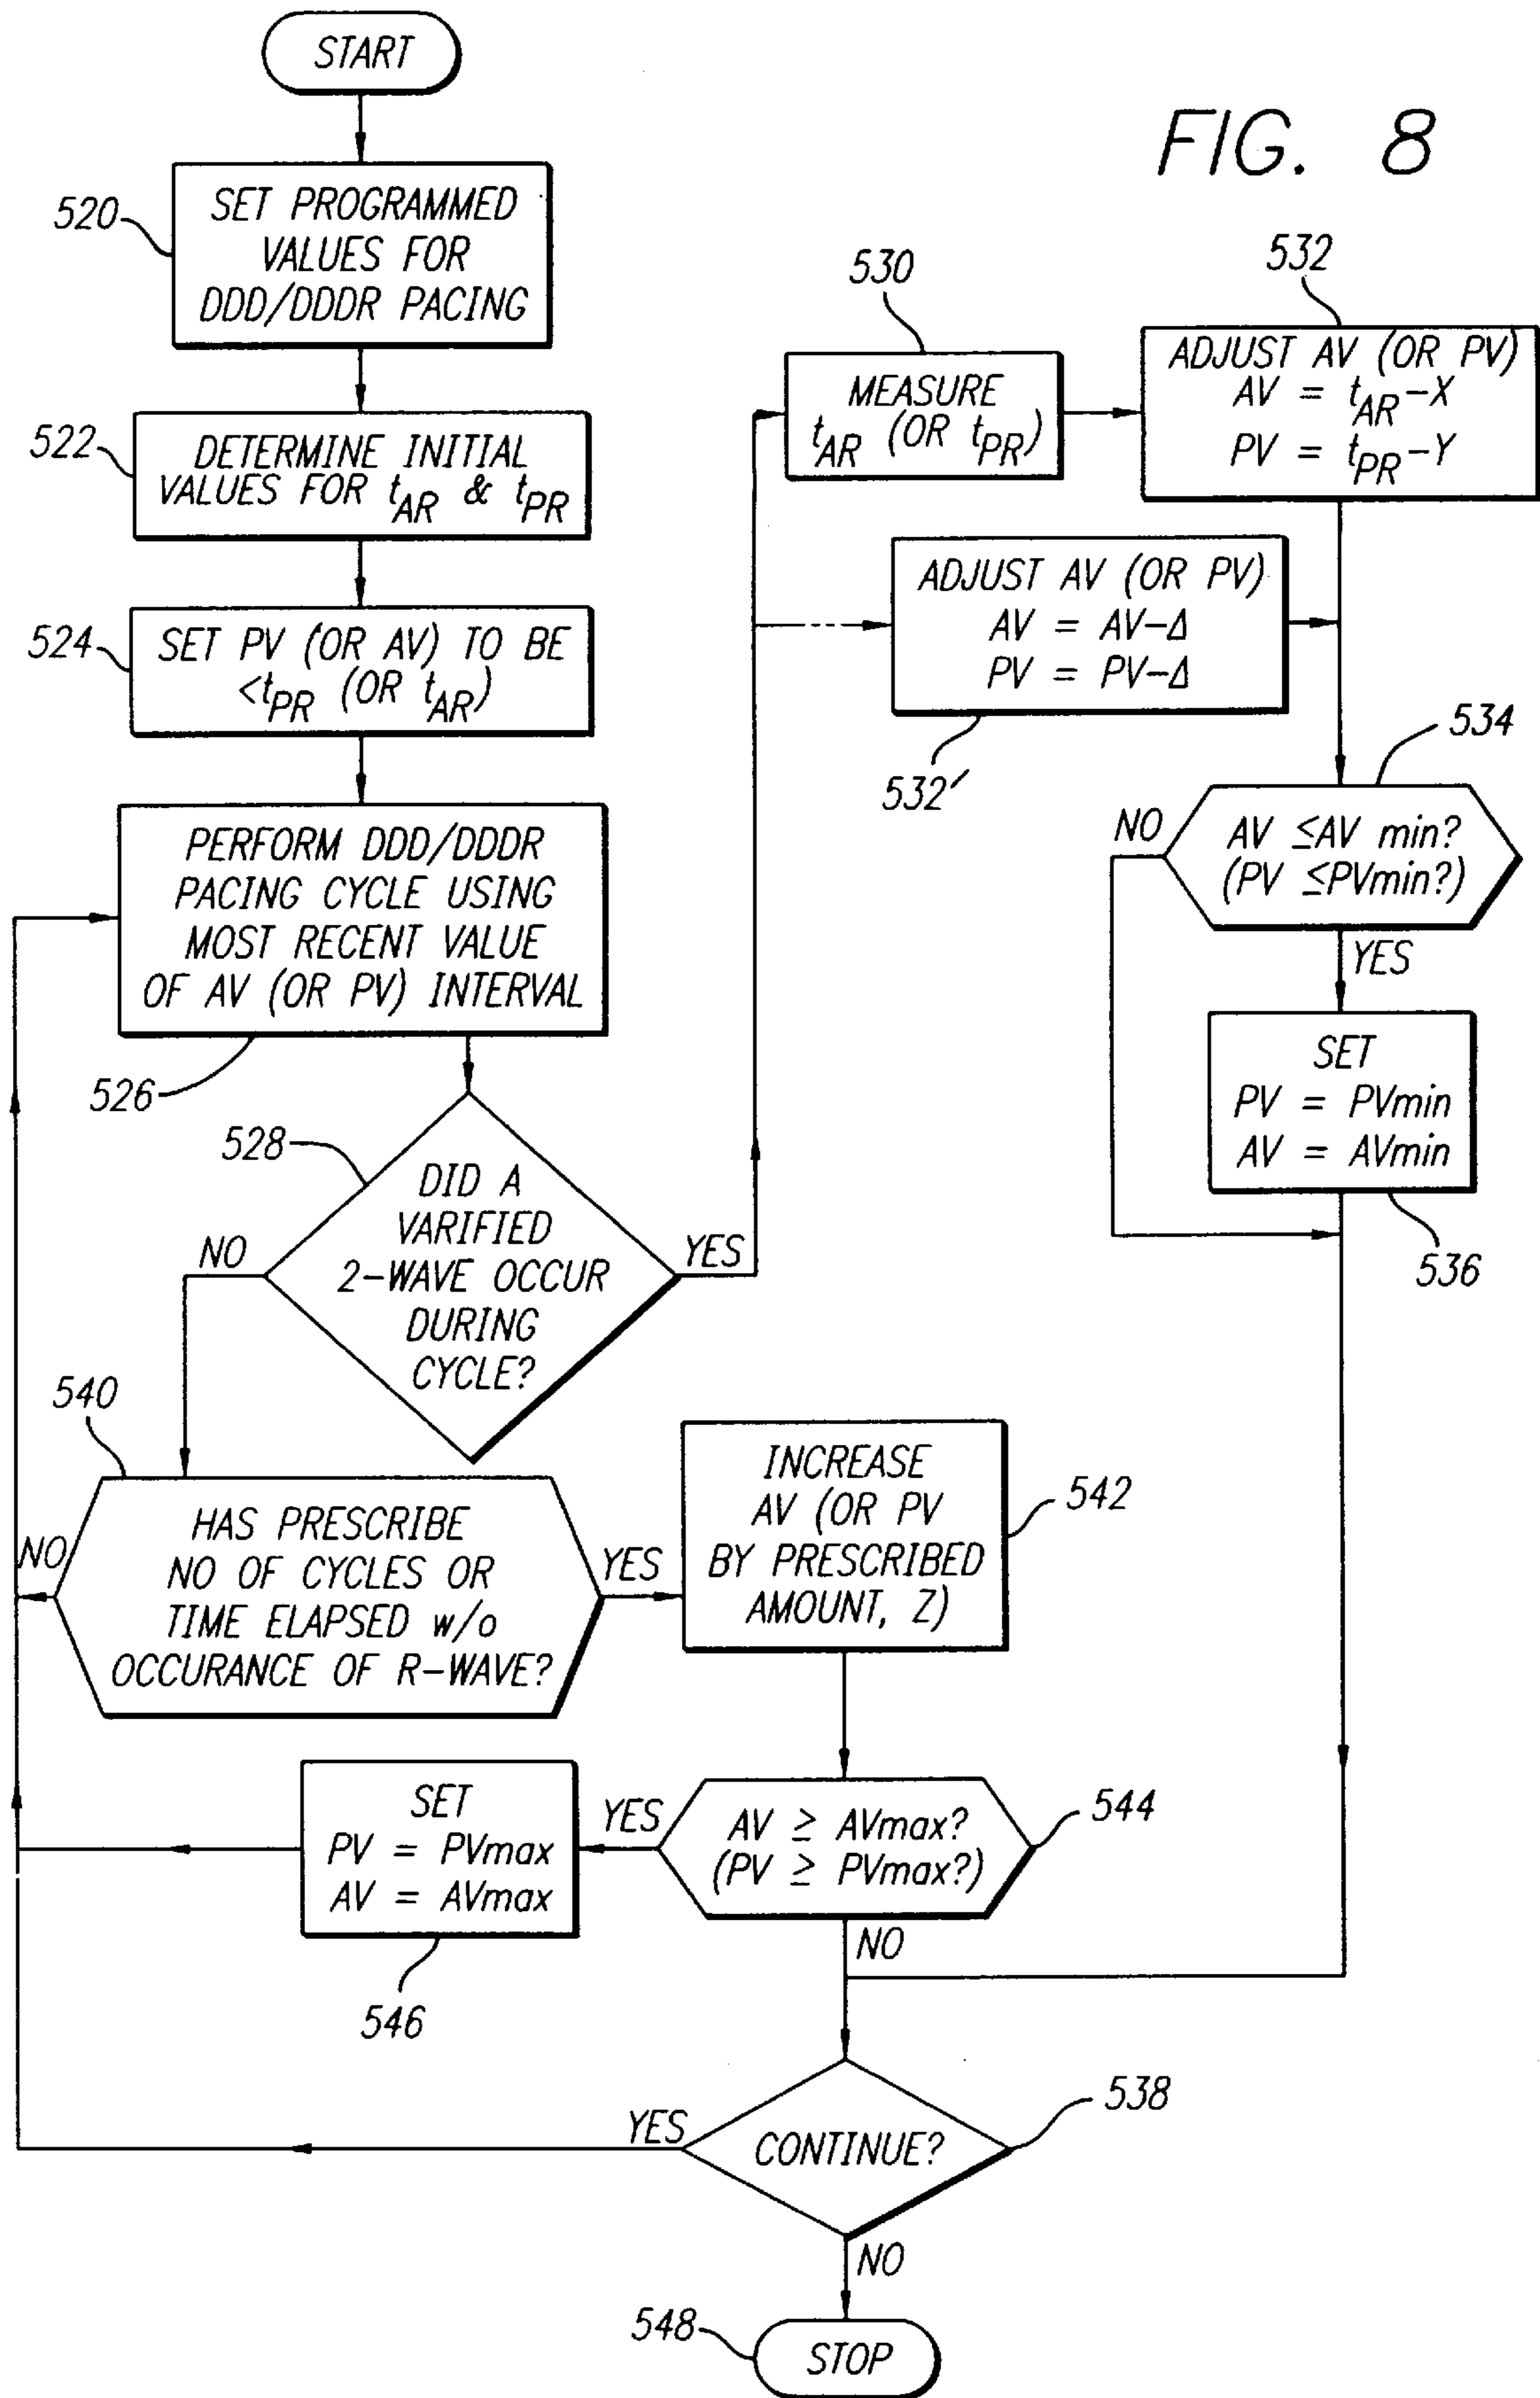 START
FIG. 8
520
SET PROGRAMMED
VALUES FOR
DDD/DDDR PACING
522
DETERMINE INITIAL
VALUES FOR tAR & tPR
524
SET PV (OR AV) TO BE
<tPR (OR tAR)
PERFORM DDD/DDDR
PACING CYCLE USING
MOST RECENT VALUE
OF AV (OR PV) INTERVAL
526
528
DID A
VARIFIED
2-WAVE OCCUR
DURING
CYCLE?
NO
YES
530
MEASURE
tAR (OR tPR)
532
ADJUST AV (OR PV)
AV = tAR-X
PV = tPR-Y
ADJUST AV (OR PV)
AV = AV-Δ
PV = PV-Δ
532'
534
NO
AV ≤AV min?
(PV ≤PVmin?)
YES
SET
PV = PVmin
AV = AVmin
536
540
HAS PRESCRIBE
NO OF CYCLES OR
TIME ELAPSED w/o
OCCURANCE OF R-WAVE?
NO
YES
INCREASE
AV (OR PV
BY PRESCRIBED
AMOUNT, Z)
542
544
AV ≥ AVmax?
(PV ≥ PVmax?)
YES
NO
SET
PV = PVmax
AV = AVmax
546
538
CONTINUE?
YES
NO
548
STOP